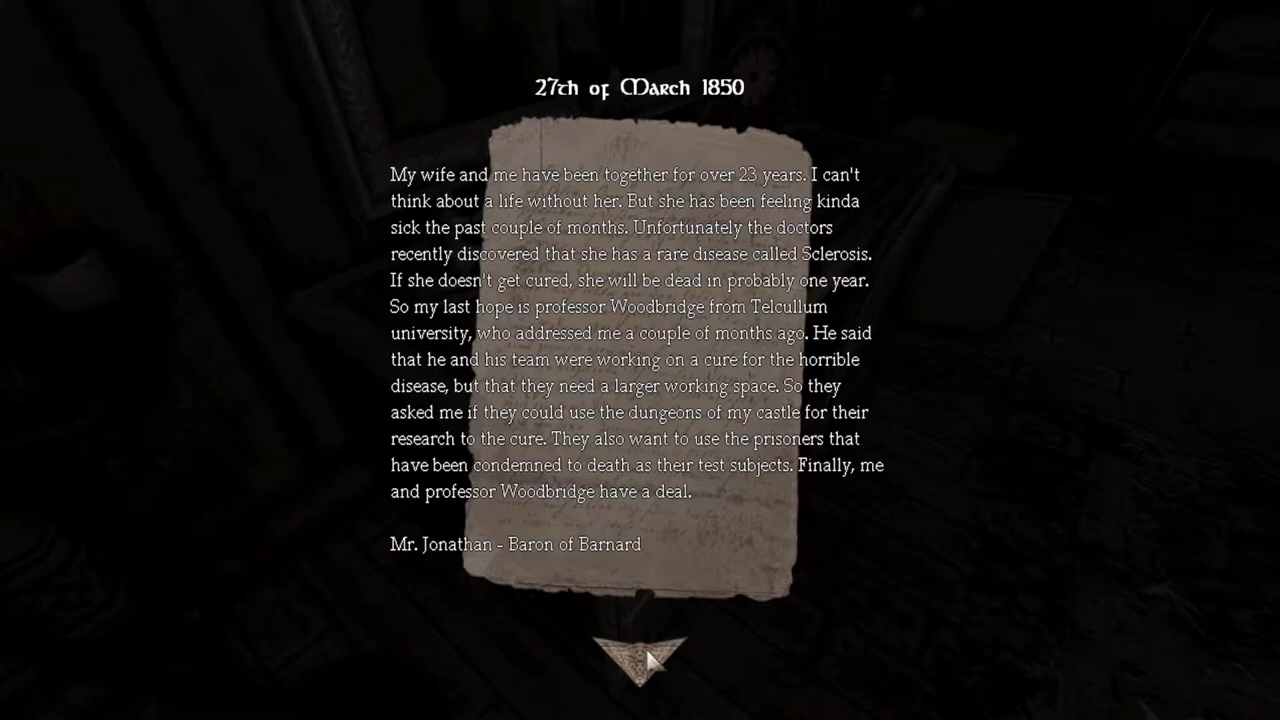 27th of March 1850
My wife and me have been together for over 23 years. I can't
think about a life without her. But she has been feeling kinda
sick the past couple of months. Unfortunately the doctors
recently discovered that she has a rare disease called Sclerosis.
If she doesn't get cured, she will be dead in probably one year.
So my last hope is professor Woodbridge from Telcullum
university, who addressed me a couple of months ago. He said
that he and his team were working on a cure for the horrible
disease, but that they need a larger working space. So they
asked me if they could use the dungeons of my castle for their
research to the cure. They also want to use the prisoners that
have been condemned to death as their test subjects. Finally, me
and professor Woodbridge have a deal.
Mr. Jonathan - Baron of Barnard